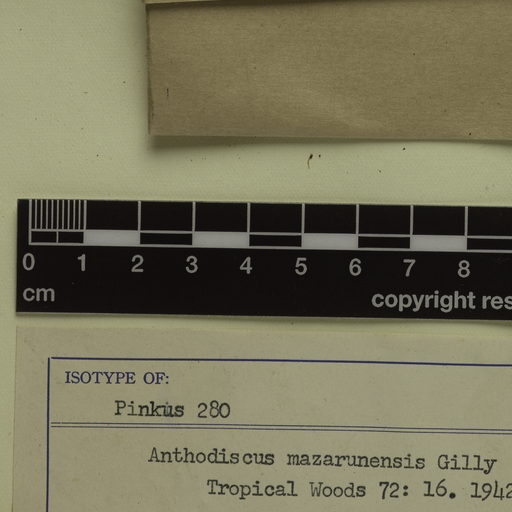 0 1 2 3 4 5 6 7 8
cm
copyright res
ISOTYPE OF:
Pinkus 280
Anthodiscus mazarunensis Gilly
Tropical Woods 72: 16. 1942